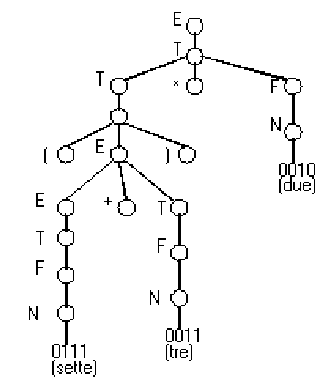 E
T
T * F
N
( E )
0010
(due)
E + T
T
F F
N N
0011
(tre)
0111
(sette)